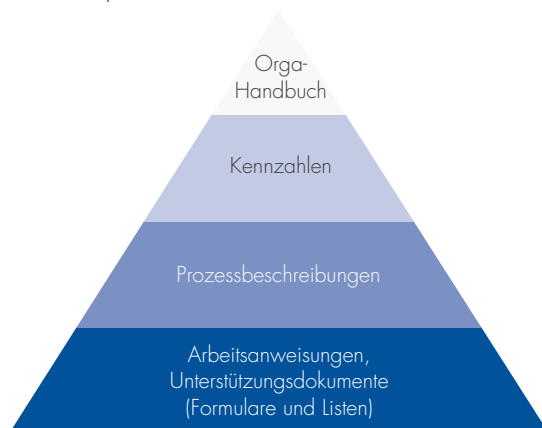 Orga-
Handbuch
Kennzahlen
Prozessbeschreibungen
Arbeitsanweisungen,
Unterstützungsdokumente
(Formulare und Listen)